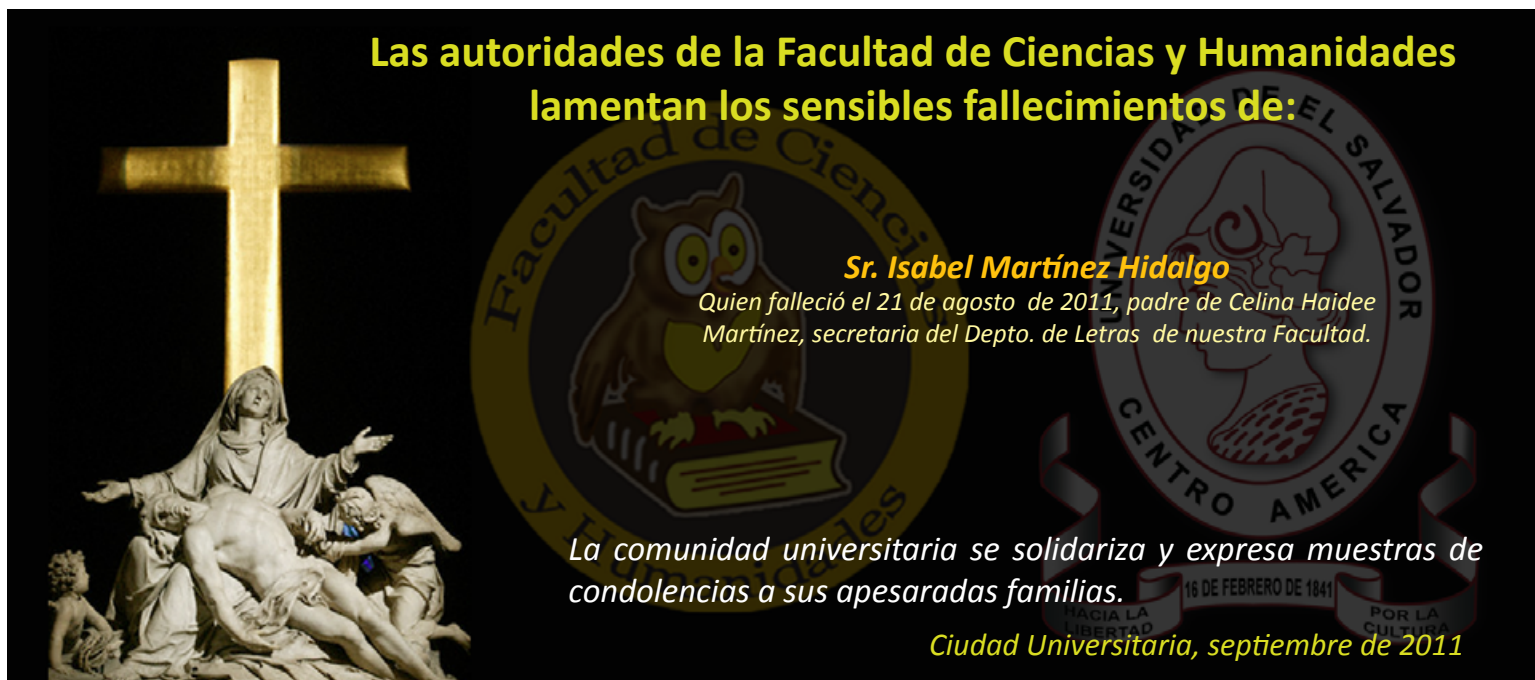 Las autoridades de la Facultad de Ciencias y Humanidades
lamentan los sensibles fallecimientos de:
Facultad de Ciencias
y Humanidades
UNIVERSIDAD DE EL SALVADOR
CENTRO AMERICA
Sr. Isabel Martínez Hidalgo
Quien falleció el 21 de agosto de 2011, padre de Celina Haidee
Martínez, secretaria del Depto. de Letras de nuestra Facultad.
La comunidad universitaria se solidariza y expresa muestras de
condolencias a sus apesaradas familias.
16 DE FEBRERO DE 1841
HACIA LA
LIBERTAD
POR LA
CULTURA
Ciudad Universitaria, septiembre de 2011